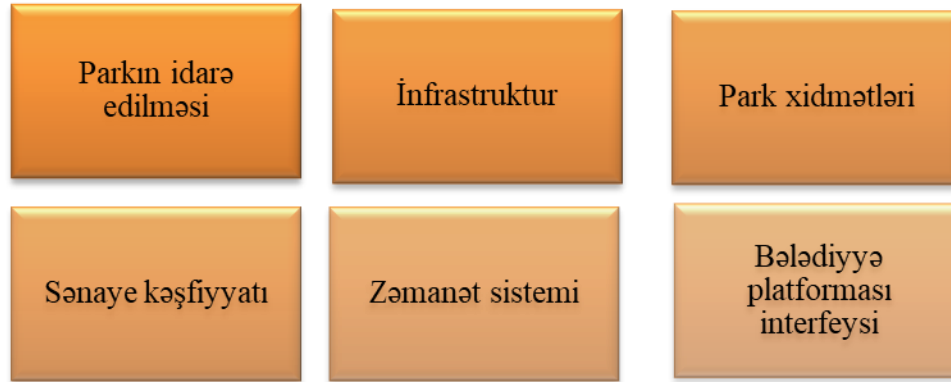 Parkın idarə
edilməsi
İnfrastruktur
Park xidmətləri
Sənaye kəşfiyyatı
Zəmanət sistemi
Bələdiyyə
platforması
interfeysi